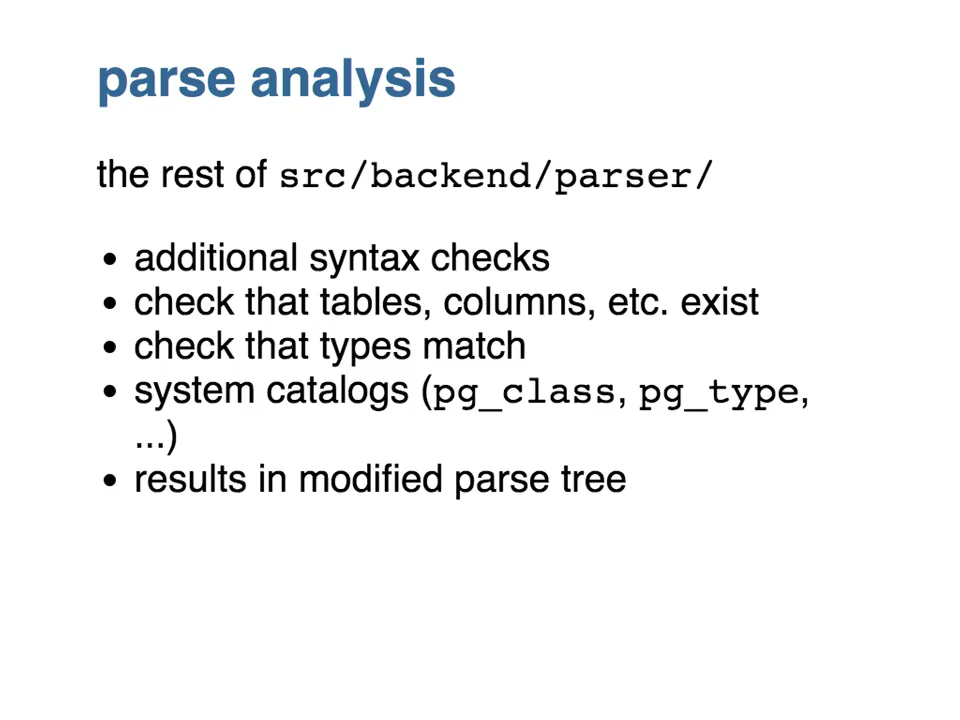 parse analysis
the rest of src/backend/parser/
• additional syntax checks
• check that tables, columns, etc. exist
• check that types match
• system catalogs (pg_class, pg_type,
...)
• results in modified parse tree